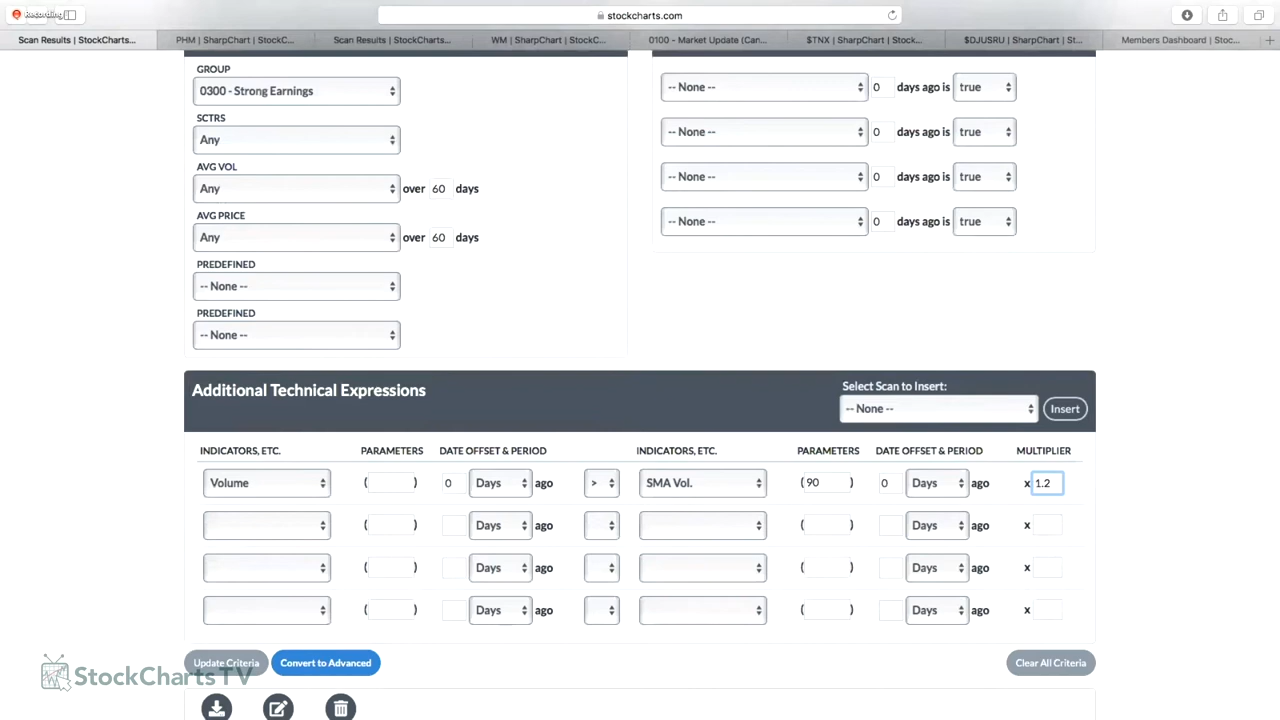 Recording
stockcharts.com
Scan Results | StockCharts... PHM | SharpChart | StockC... Scan Results | StockCharts... WM | SharpChart | StockC... 0100 - Market Update (Can... $TNX | SharpChart | Stock... $DJUSRU | SharpChart | St... Members Dashboard | Stoc... +
GROUP
0300 - Strong Earnings
SCTRS
Any
AVG VOL
Any over 60 days
AVG PRICE
Any over 60 days
PREDEFINED
-- None --
PREDEFINED
-- None --
-- None -- 0 days ago is true
-- None -- 0 days ago is true
-- None -- 0 days ago is true
-- None -- 0 days ago is true
Additional Technical Expressions
Select Scan to Insert:
-- None -- Insert
INDICATORS, ETC. PARAMETERS DATE OFFSET & PERIOD INDICATORS, ETC. PARAMETERS DATE OFFSET & PERIOD MULTIPLIER
Volume ( ) 0 Days ago > SMA Vol. (90 ) 0 Days ago x 1.2
( ) Days ago ( ) Days ago x
( ) Days ago ( ) Days ago x
( ) Days ago ( ) Days ago x
Update Criteria Convert to Advanced Clear All Criteria
StockChartsTV